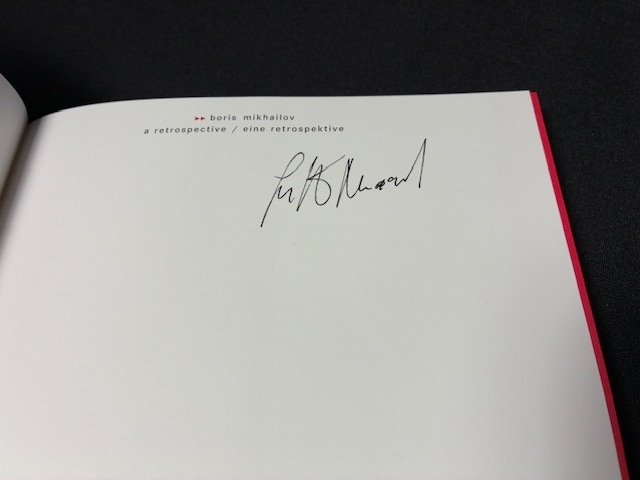 ▸▸ boris mikhailov
a retrospective / eine retrospektive